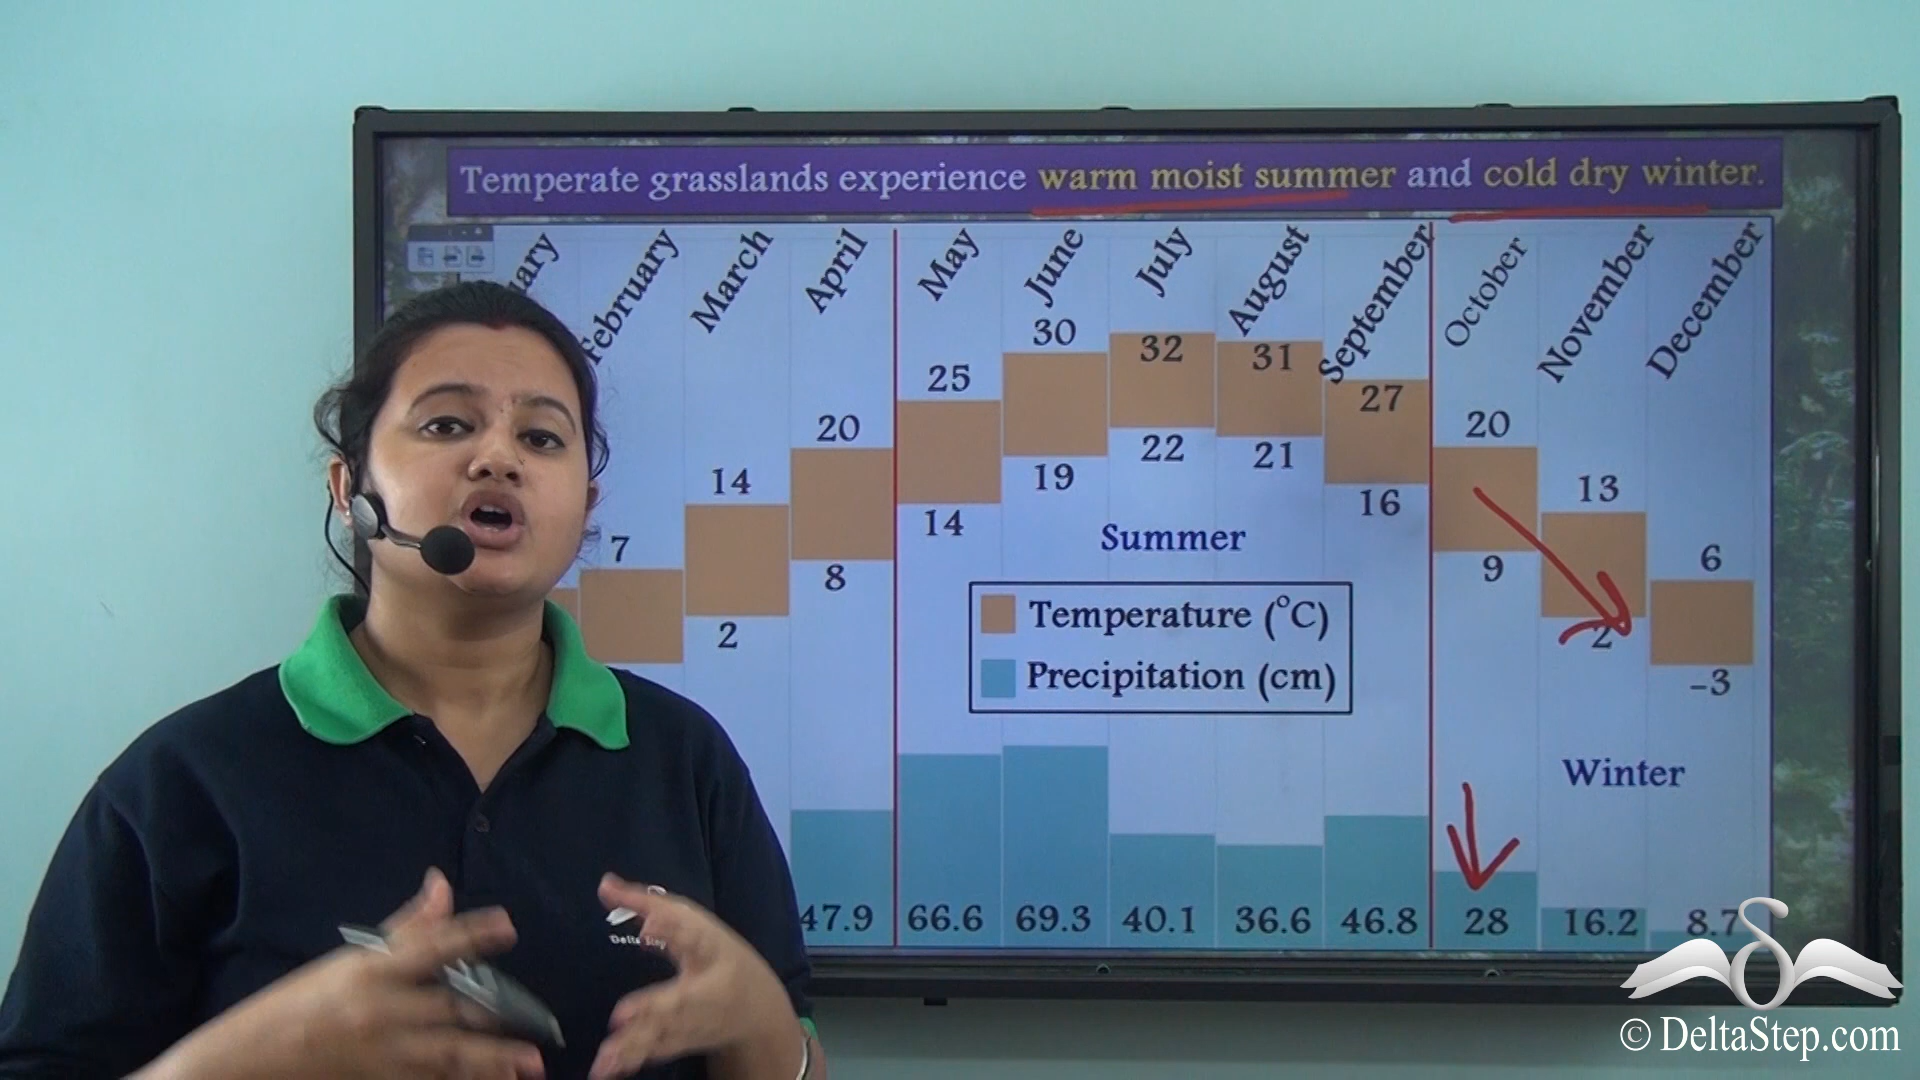 Temperate grasslands experience warm moist summer and cold dry winter.
February March April May June July August September October November December
7 14 20 25 30 32 31 27 20 13 6
2 8 14 19 22 21 16 9 2 -3
Summer
Temperature (°C)
Precipitation (cm)
Winter
47.9 66.6 69.3 40.1 36.6 46.8 28 16.2 8.7
Delta Step
© DeltaStep.com